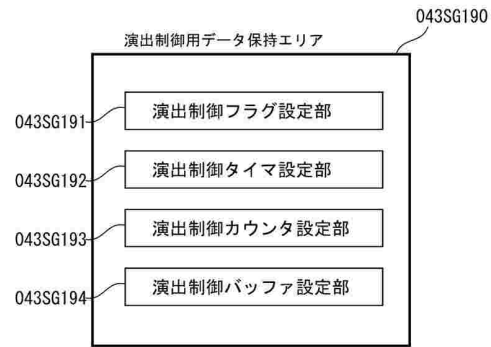 043SG190
演出制御用データ保持エリア
043SG191
演出制御フラグ設定部
043SG192
演出制御タイマ設定部
043SG193
演出制御カウンタ設定部
043SG194
演出制御バッファ設定部